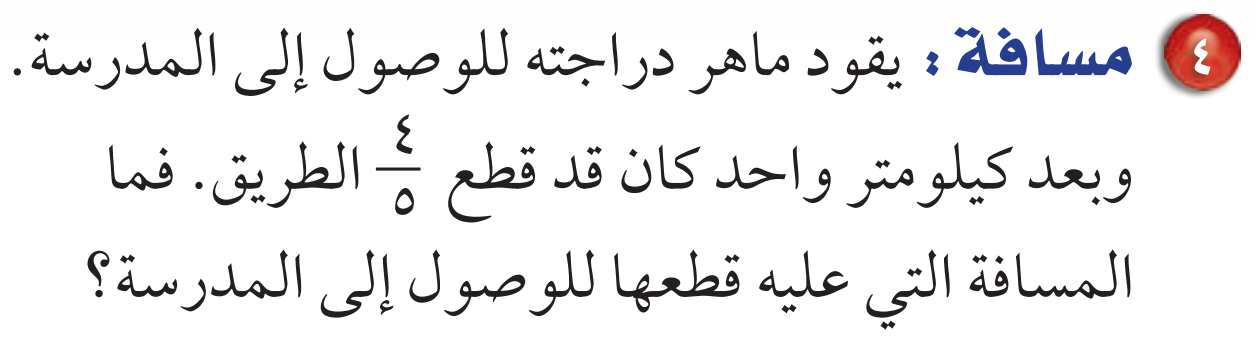 ٤ مسافة : يقود ماهر دراجته للوصول إلى المدرسة.
وبعد كيلومتر واحد كان قد قطع ٤/٥ الطريق. فما
المسافة التي عليه قطعها للوصول إلى المدرسة؟